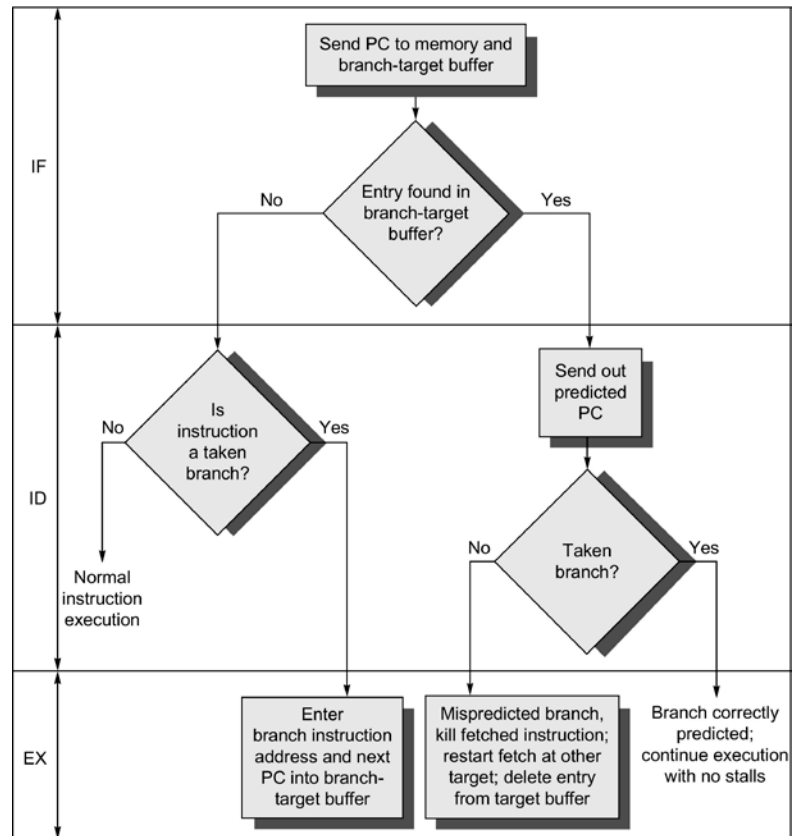 Send PC to memory and
branch-target buffer
IF
Entry found in
branch-target
buffer?
No
Yes
Send out
predicted
PC
Is
instruction
a taken
branch?
No
Yes
ID
Taken
branch?
No
Yes
Normal
instruction
execution
EX
Enter
branch instruction
address and next
PC into branch-
target buffer
Mispredicted branch,
kill fetched instruction;
restart fetch at other
target; delete entry
from target buffer
Branch correctly
predicted;
continue execution
with no stalls